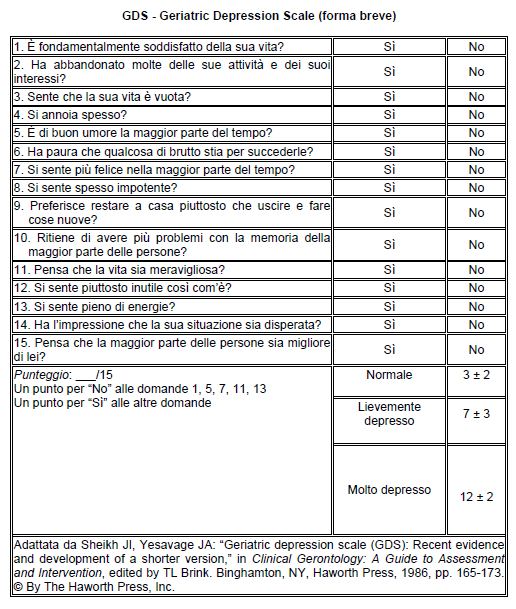 GDS - Geriatric Depression Scale (forma breve)
1. È fondamentalmente soddisfatto della sua vita? Sì No
2. Ha abbandonato molte delle sue attività e dei suoi
interessi? Sì No
3. Sente che la sua vita è vuota? Sì No
4. Si annoia spesso? Sì No
5. È di buon umore la maggior parte del tempo? Sì No
6. Ha paura che qualcosa di brutto stia per succederle? Sì No
7. Si sente più felice nella maggior parte del tempo? Sì No
8. Si sente spesso impotente? Sì No
9. Preferisce restare a casa piuttosto che uscire e fare
cose nuove? Sì No
10. Ritiene di avere più problemi con la memoria della
maggior parte delle persone? Sì No
11. Pensa che la vita sia meravigliosa? Sì No
12. Si sente piuttosto inutile così com'è? Sì No
13. Si sente pieno di energie? Sì No
14. Ha l'impressione che la sua situazione sia disperata? Sì No
15. Pensa che la maggior parte delle persone sia migliore
di lei? Sì No
Punteggio: ___/15
Un punto per "No" alle domande 1, 5, 7, 11, 13
Un punto per "Sì" alle altre domande
Normale 3 ± 2
Lievemente
depresso 7 ± 3
Molto depresso 12 ± 2
Adattata da Sheikh JI, Yesavage JA: "Geriatric depression scale (GDS): Recent evidence
and development of a shorter version," in Clinical Gerontology: A Guide to Assessment
and Intervention, edited by TL Brink. Binghamton, NY, Haworth Press, 1986, pp. 165-173.
© By The Haworth Press, Inc.